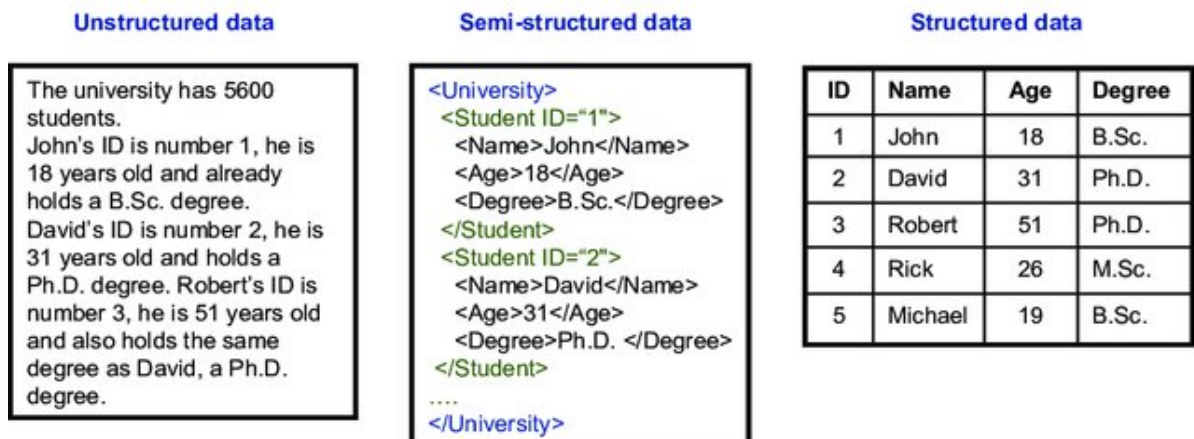 Unstructured data
The university has 5600
students.
John's ID is number 1, he is
18 years old and already
holds a B.Sc. degree.
David's ID is number 2, he is
31 years old and holds a
Ph.D. degree. Robert's ID is
number 3, he is 51 years old
and also holds the same
degree as David, a Ph.D.
degree.
Semi-structured data
<University>
<Student ID=“1">
<Name>John</Name>
<Age>18</Age>
<Degree>B.Sc.</Degree>
</Student>
<Student ID=“2">
<Name>David</Name>
<Age>31</Age>
<Degree>Ph.D. </Degree>
</Student>
....
</University>
Structured data
ID Name Age Degree
1 John 18 B.Sc.
2 David 31 Ph.D.
3 Robert 51 Ph.D.
4 Rick 26 M.Sc.
5 Michael 19 B.Sc.